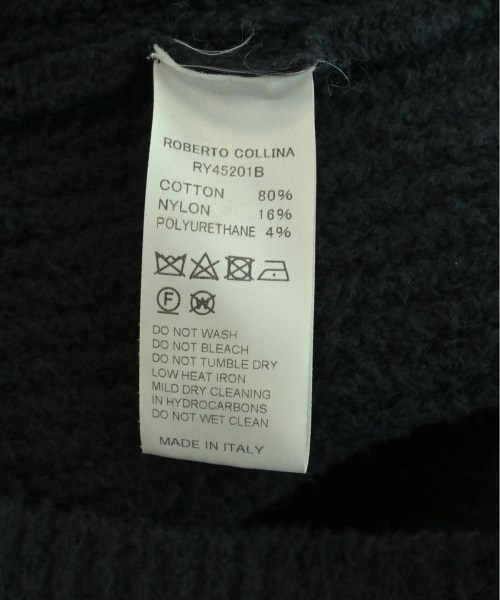 ROBERTO COLLINA
RY45201B
COTTON 80%
NYLON 16%
POLYURETHANE 4%
F W
DO NOT WASH
DO NOT BLEACH
DO NOT TUMBLE DRY
LOW HEAT IRON
MILD DRY CLEANING
IN HYDROCARBONS
DO NOT WET CLEAN
MADE IN ITALY